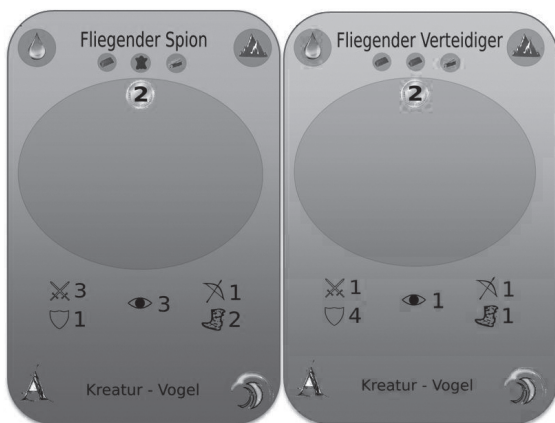 Fliegender Spion
2
3
1
3
1
2
A
Kreatur - Vogel
Fliegender Verteidiger
2
1
4
1
1
1
A
Kreatur - Vogel